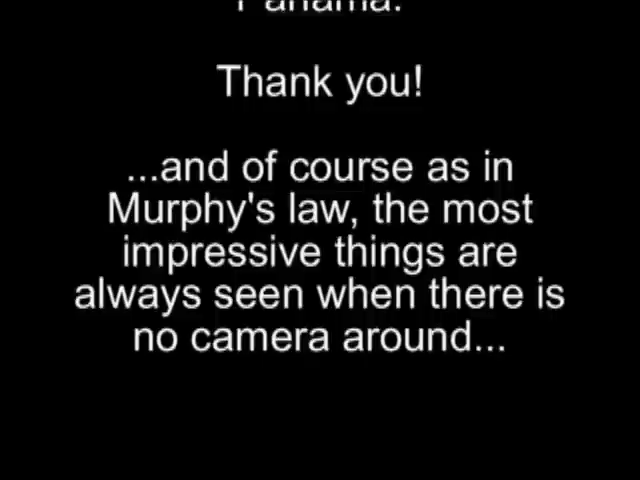 Panama.
Thank you!
...and of course as in
Murphy's law, the most
impressive things are
always seen when there is
no camera around...